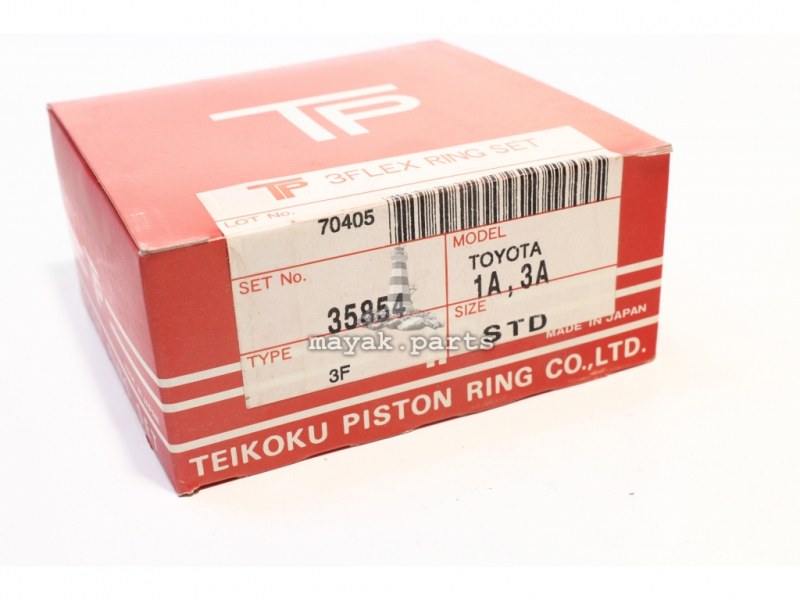 TP
TP 3FLEX RING SET
LOT No. 70405
SET No. 35854
MODEL TOYOTA
1A, 3A
TYPE 3F
SIZE STD
mayak.parts
MADE IN JAPAN
TEIKOKU PISTON RING CO.,LTD.